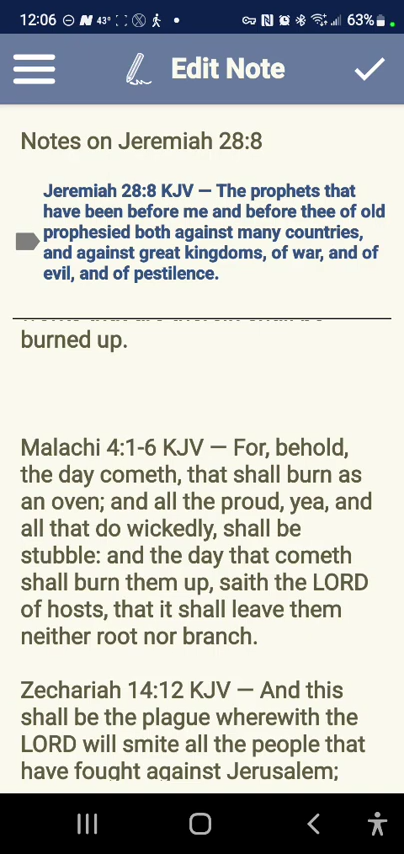 12:06 43° 63%
Edit Note
Notes on Jeremiah 28:8
Jeremiah 28:8 KJV — The prophets that
have been before me and before thee of old
prophesied both against many countries,
and against great kingdoms, of war, and of
evil, and of pestilence.
burned up.
Malachi 4:1-6 KJV — For, behold,
the day cometh, that shall burn as
an oven; and all the proud, yea, and
all that do wickedly, shall be
stubble: and the day that cometh
shall burn them up, saith the LORD
of hosts, that it shall leave them
neither root nor branch.
Zechariah 14:12 KJV — And this
shall be the plague wherewith the
LORD will smite all the people that
have fought against Jerusalem;